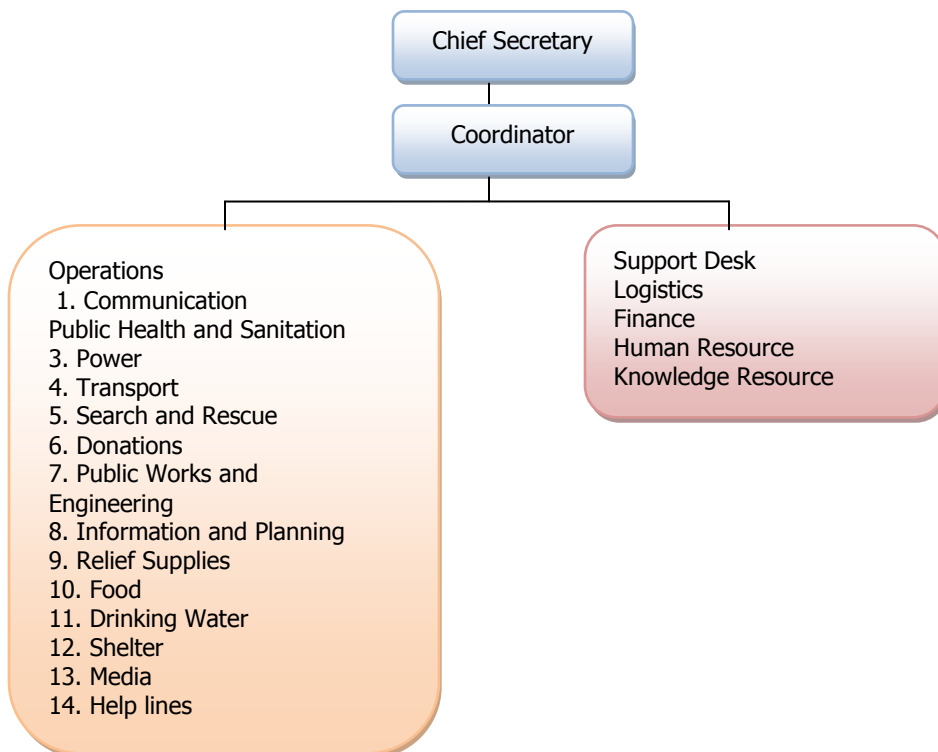 Chief Secretary
Coordinator
Operations
1. Communication
Public Health and Sanitation
3. Power
4. Transport
5. Search and Rescue
6. Donations
7. Public Works and
Engineering
8. Information and Planning
9. Relief Supplies
10. Food
11. Drinking Water
12. Shelter
13. Media
14. Help lines
Support Desk
Logistics
Finance
Human Resource
Knowledge Resource